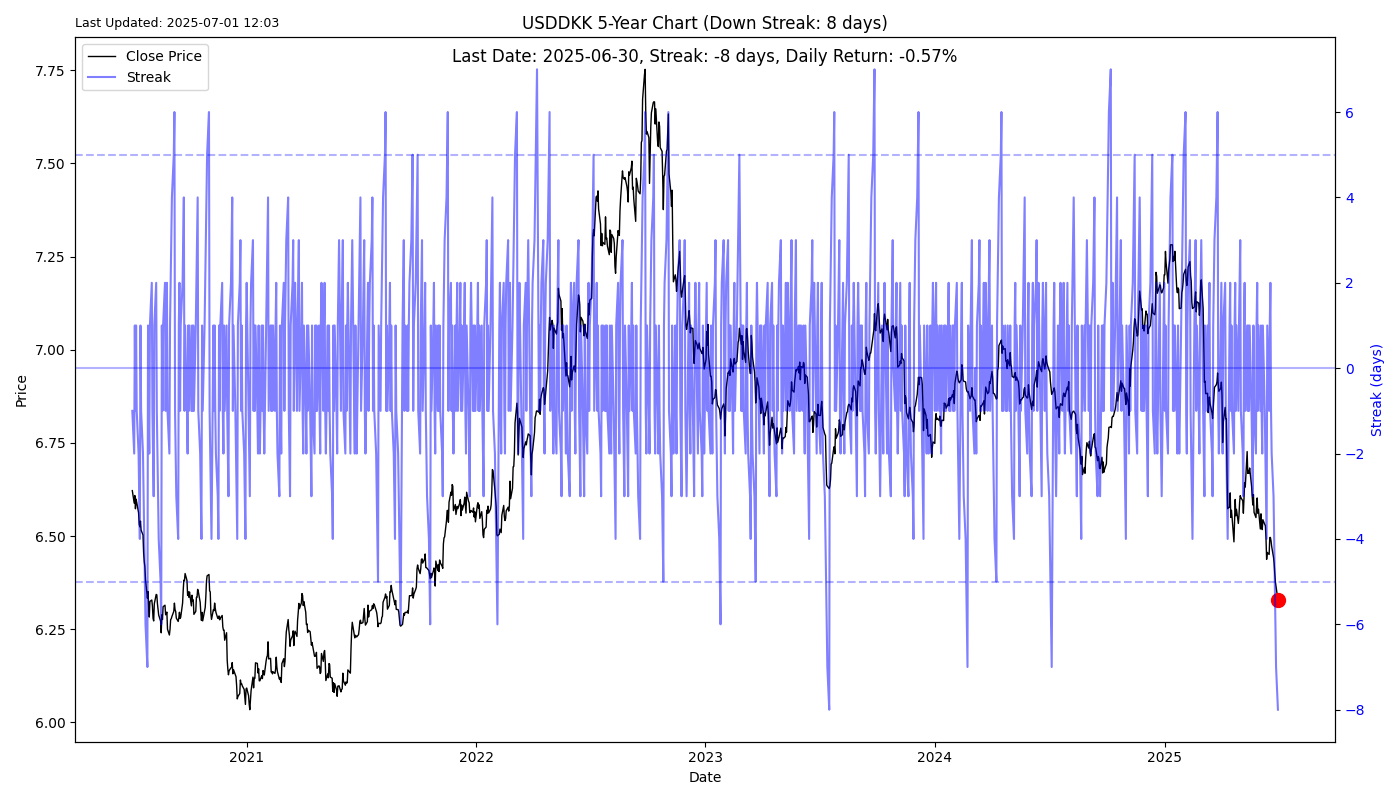 Last Updated: 2025-07-01 12:03
USDDKK 5-Year Chart (Down Streak: 8 days)
Last Date: 2025-06-30, Streak: -8 days, Daily Return: -0.57%
Close Price
Streak
Price
7.75
7.50
7.25
7.00
6.75
6.50
6.25
6.00
6
4
2
0
−2
−4
−6
−8
Streak (days)
2021
2022
2023
2024
2025
Date